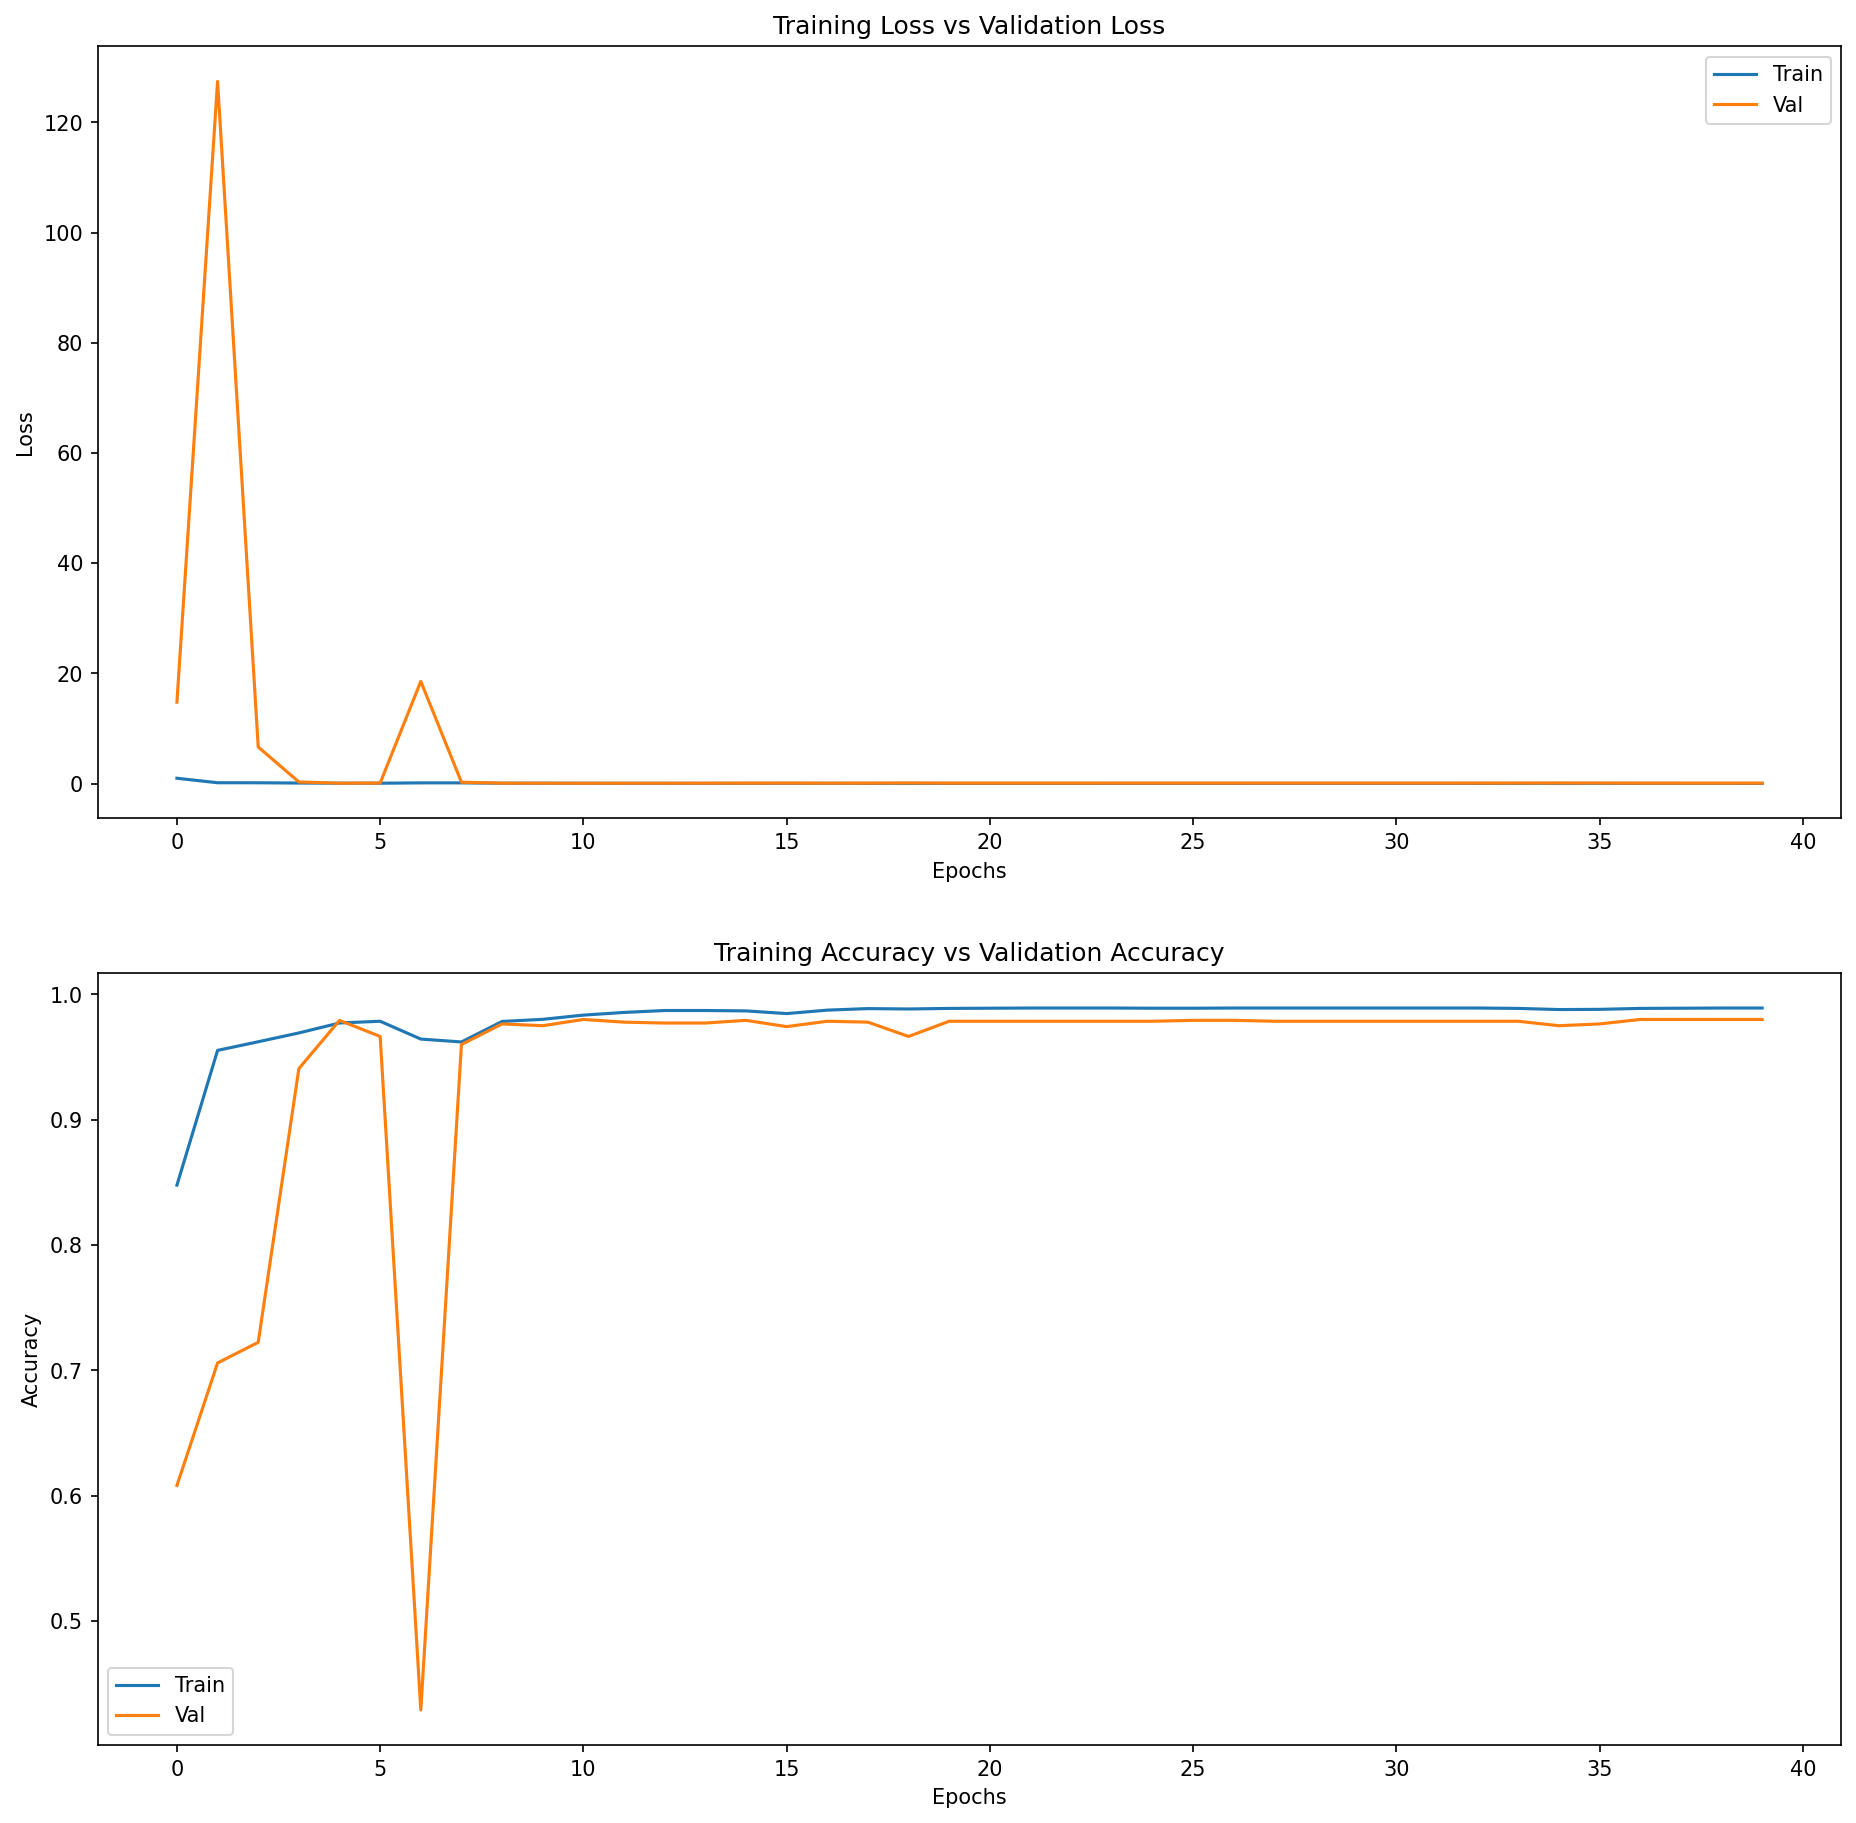 Training Loss vs Validation Loss
Train
Val
120
100
80
60
40
20
0
Loss
0 5 10 15 20 25 30 35 40
Epochs
Training Accuracy vs Validation Accuracy
1.0
0.9
0.8
0.7
0.6
0.5
Accuracy
Train
Val
0 5 10 15 20 25 30 35 40
Epochs